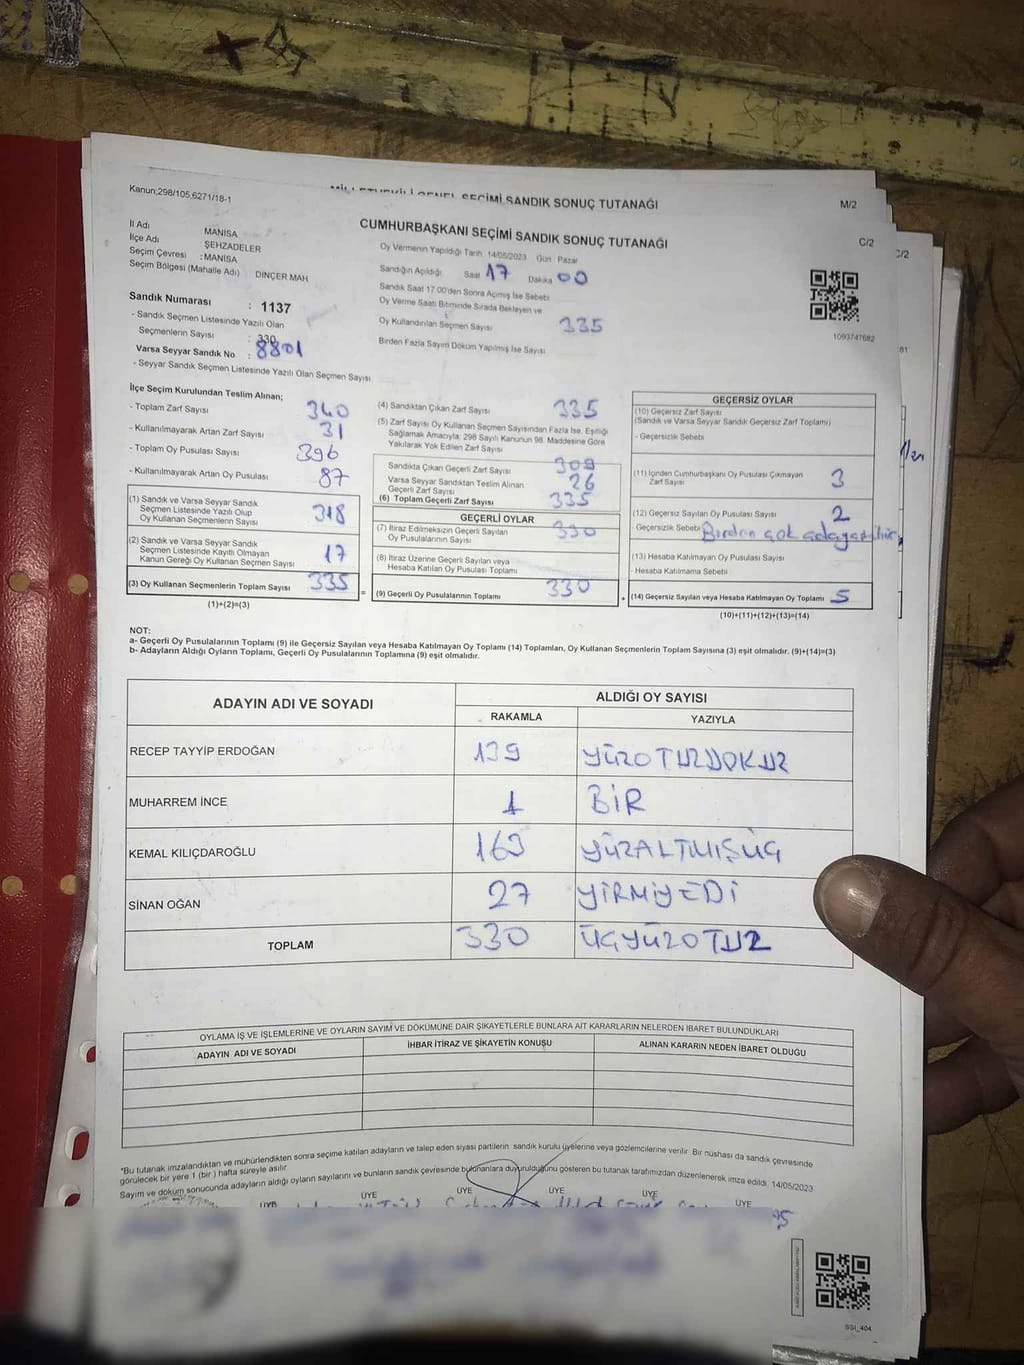 MİLLETVEKİLİ GENEL SEÇİMİ SANDIK SONUÇ TUTANAĞI
M/2
Kanun;298/105,6271/18-1
CUMHURBAŞKANI SEÇİMİ SANDIK SONUÇ TUTANAĞI
C/2
C/2
İl Adı MANİSA
İlçe Adı ŞEHZADELER
Seçim Çevresi : MANİSA
Seçim Bölgesi (Mahalle Adı) DİNÇER MAH
Sandık Numarası : 1137
- Sandık Seçmen Listesinde Yazılı Olan
Seçmenlerin Sayısı : 330
Varsa Seyyar Sandık No : 8801
- Seyyar Sandık Seçmen Listesinde Yazılı Olan Seçmen Sayısı
Oy Vermenin Yapıldığı Tarih: 14/05/2023 Gün: Pazar
Sandığın Açıldığı Saat 17 Dakika 00
Sandık Saat 17:00'den Sonra Açılmış İse Sebebi
Oy Verme Saati Bitiminde Sırada Bekleyen ve
Oy Kullandırılan Seçmen Sayısı 335
Birden Fazla Sayım Döküm Yapılmış İse Sayısı
1093747682
İlçe Seçim Kurulundan Teslim Alınan;
- Toplam Zarf Sayısı 340
- Kullanılmayarak Artan Zarf Sayısı 31
- Toplam Oy Pusulası Sayısı 396
- Kullanılmayarak Artan Oy Pusulası 87
(1) Sandık ve Varsa Seyyar Sandık
Seçmen Listesinde Yazılı Olup
Oy Kullanan Seçmenlerin Sayısı 318
(2) Sandık ve Varsa Seyyar Sandık
Seçmen Listesinde Kayıtlı Olmayan
Kanun Gereği Oy Kullanan Seçmen Sayısı 17
(3) Oy Kullanan Seçmenlerin Toplam Sayısı 335
(1)+(2)=(3)
=
(4) Sandıktan Çıkan Zarf Sayısı 335
(5) Zarf Sayısı Oy Kullanan Seçmen Sayısından Fazla İse, Eşitliği
Sağlamak Amacıyla, 298 Sayılı Kanunun 98. Maddesine Göre
Yakılarak Yok Edilen Zarf Sayısı
Sandıkta Çıkan Geçerli Zarf Sayısı 309
Varsa Seyyar Sandıktan Teslim Alınan
Geçerli Zarf Sayısı 26
(6) Toplam Geçerli Zarf Sayısı 335
GEÇERLİ OYLAR
(7) İtiraz Edilmeksizin Geçerli Sayılan
Oy Pusulalarının Sayısı 330
(8) İtiraz Üzerine Geçerli Sayılan veya
Hesaba Katılan Oy Pusulası Toplamı
(9) Geçerli Oy Pusulalarının Toplamı 330
+
GEÇERSİZ OYLAR
(10) Geçersiz Zarf Sayısı
(Sandık ve Varsa Seyyar Sandık Geçersiz Zarf Toplamı)
- Geçersizlik Sebebi
(11) İçinden Cumhurbaşkanı Oy Pusulası Çıkmayan
Zarf Sayısı 3
(12) Geçersiz Sayılan Oy Pusulası Sayısı 2
- Geçersizlik Sebebi Birden çok adaya
(13) Hesaba Katılmayan Oy Pusulası Sayısı
- Hesaba Katılmama Sebebi
(14) Geçersiz Sayılan veya Hesaba Katılmayan Oy Toplamı 5
(10)+(11)+(12)+(13)=(14)
NOT:
a- Geçerli Oy Pusulalarının Toplamı (9) ile Geçersiz Sayılan veya Hesaba Katılmayan Oy Toplamı (14) Toplamları, Oy Kullanan Seçmenlerin Toplam Sayısına (3) eşit olmalıdır. (9)+(14)=(3)
b- Adayların Aldığı Oyların Toplamı, Geçerli Oy Pusulalarının Toplamına (9) eşit olmalıdır.
ADAYIN ADI VE SOYADI
ALDIĞI OY SAYISI
RAKAMLA YAZIYLA
RECEP TAYYİP ERDOĞAN 139 YÜZOTUZDOKUZ
MUHARREM İNCE 1 BİR
KEMAL KILIÇDAROĞLU 163 YÜZALTMIŞÜÇ
SİNAN OĞAN 27 YİRMİYEDİ
TOPLAM 330 ÜÇYÜZOTUZ
OYLAMA İŞ VE İŞLEMLERİNE VE OYLARIN SAYIM VE DÖKÜMÜNE DAİR ŞİKAYETLERLE BUNLARA AİT KARARLARIN NELERDEN İBARET BULUNDUKLARI
ADAYIN ADI VE SOYADI İHBAR İTİRAZ VE ŞİKAYETİN KONUSU ALINAN KARARIN NEDEN İBARET OLDUĞU
*Bu tutanak imzalandıktan ve mühürlendikten sonra seçime katılan adayların ve talep eden siyasi partilerin sandık kurulu üyelerine veya gözlemcilerine verilir. Bir nüshası da sandık çevresinde
görülecek bir yere 1 (bir) hafta süreyle asılır.
Sayım ve döküm sonucunda adayların aldığı oyların sayılarını ve bunların sandık çevresinde bulunanlara duyurulduğunu gösteren bu tutanak tarafımızdan düzenlenerek imza edildi. 14/05/2023
ÜYE ÜYE ÜYE ÜYE ÜYE ÜYE
SSİ_404